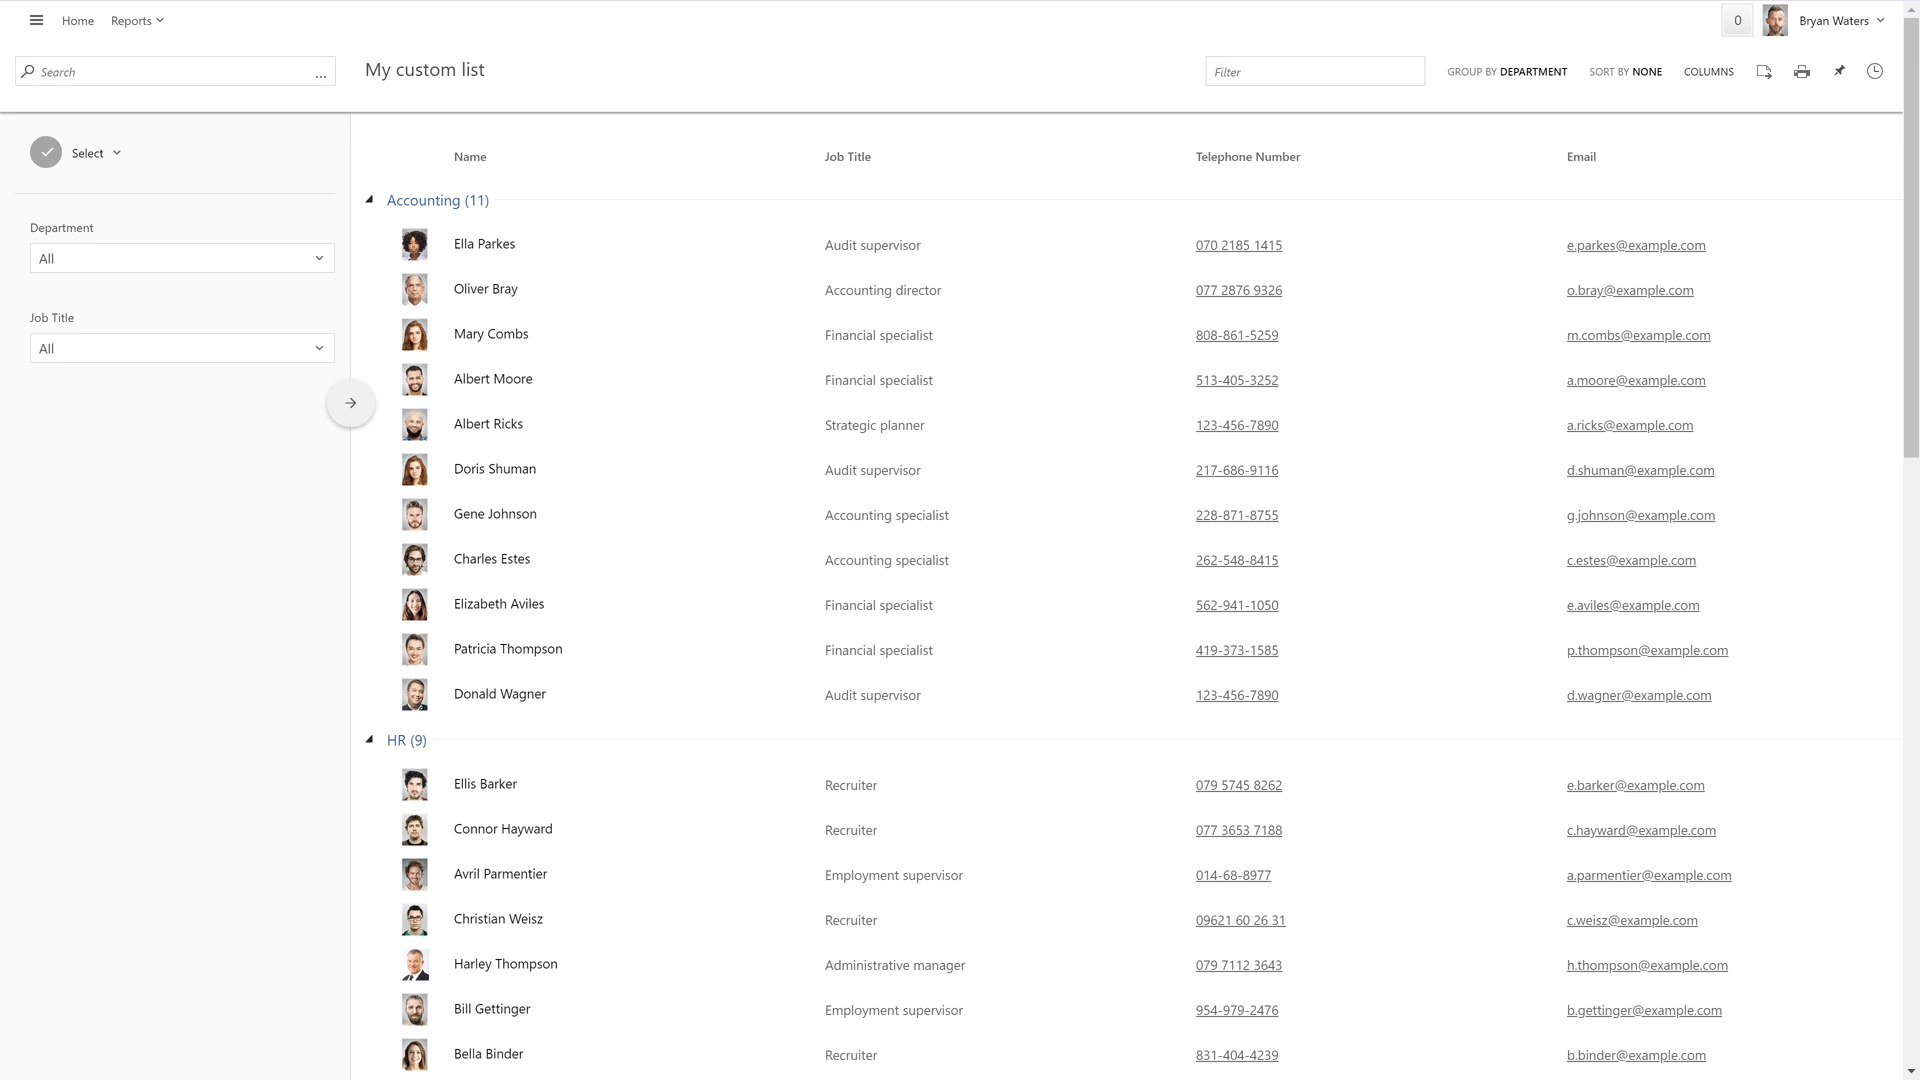 Home Reports 0 Bryan Waters
Search ... My custom list Filter GROUP BY DEPARTMENT SORT BY NONE COLUMNS
Select
Department
All
Job Title
All
Name Job Title Telephone Number Email
Accounting (11)
Ella Parkes Audit supervisor 070 2185 1415 e.parkes@example.com
Oliver Bray Accounting director 077 2876 9326 o.bray@example.com
Mary Combs Financial specialist 808-861-5259 m.combs@example.com
Albert Moore Financial specialist 513-405-3252 a.moore@example.com
Albert Ricks Strategic planner 123-456-7890 a.ricks@example.com
Doris Shuman Audit supervisor 217-686-9116 d.shuman@example.com
Gene Johnson Accounting specialist 228-871-8755 g.johnson@example.com
Charles Estes Accounting specialist 262-548-8415 c.estes@example.com
Elizabeth Aviles Financial specialist 562-941-1050 e.aviles@example.com
Patricia Thompson Financial specialist 419-373-1585 p.thompson@example.com
Donald Wagner Audit supervisor 123-456-7890 d.wagner@example.com
HR (9)
Ellis Barker Recruiter 079 5745 8262 e.barker@example.com
Connor Hayward Recruiter 077 3653 7188 c.hayward@example.com
Avril Parmentier Employment supervisor 014-68-8977 a.parmentier@example.com
Christian Weisz Recruiter 09621 60 26 31 c.weisz@example.com
Harley Thompson Administrative manager 079 7112 3643 h.thompson@example.com
Bill Gettinger Employment supervisor 954-979-2476 b.gettinger@example.com
Bella Binder Recruiter 831-404-4239 b.binder@example.com